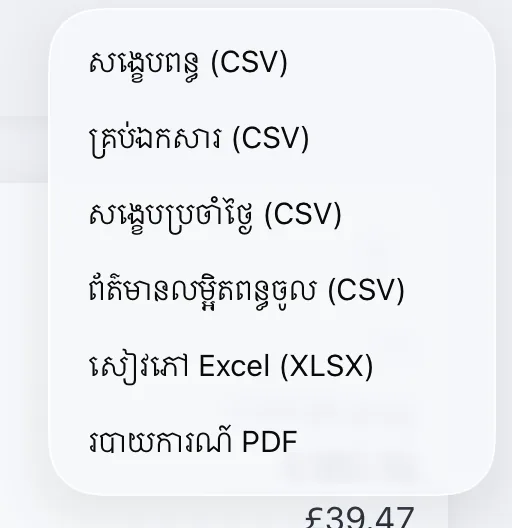 សង្ខេបពន្ធ (CSV)
គ្រប់ឯកសារ (CSV)
សង្ខេបប្រចាំថ្ងៃ (CSV)
ព័ត៌មានលម្អិតពន្ធចូល (CSV)
សៀវភៅ Excel (XLSX)
របាយការណ៍ PDF
£39.47